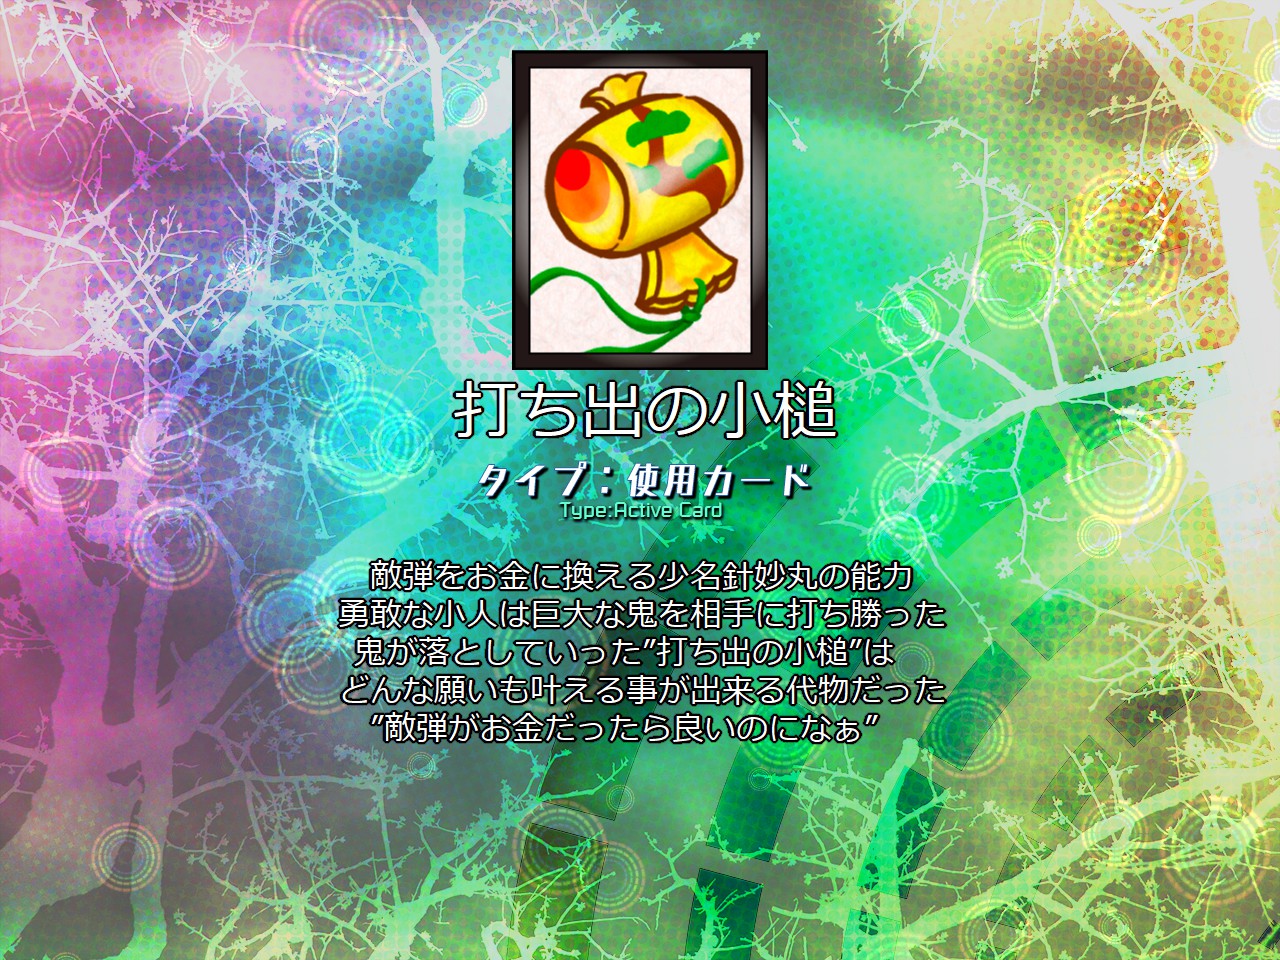 打ち出の小槌
タイプ：使用カード
Type:Active Card
敵弾をお金に換える少名針妙丸の能力
勇敢な小人は巨大な鬼を相手に打ち勝った
鬼が落としていった”打ち出の小槌”は
どんな願いも叶える事が出来る代物だった
”敵弾がお金だったら良いのになぁ”